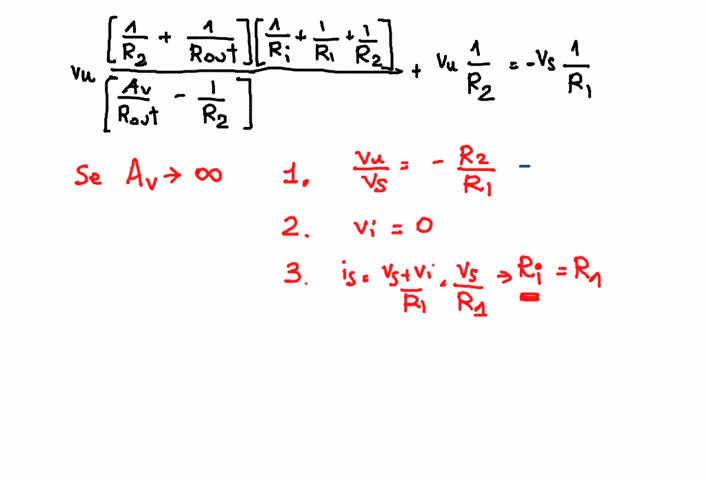 vu [1/R2 + 1/Rout][1/Ri + 1/R1 + 1/R2] / [Av/Rout - 1/R2] + vu 1/R2 = -vs 1/R1
Se Av → ∞ 1. vu/vs = - R2/R1 -
2. vi = 0
3. is = vs+vi/R1 = vs/R1 → Ri = R1